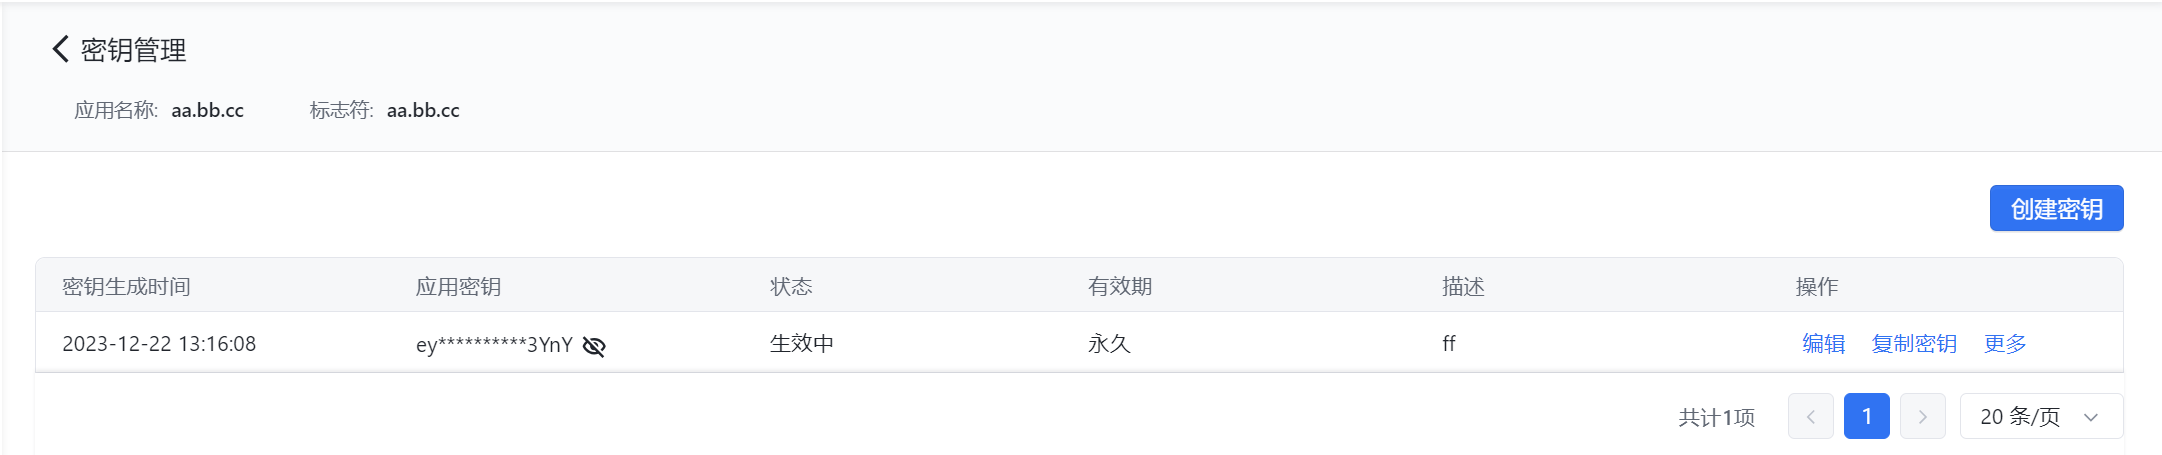 密钥管理
应用名称: aa.bb.cc 标志符: aa.bb.cc
创建密钥
密钥生成时间 应用密钥 状态 有效期 描述 操作
2023-12-22 13:16:08 ey**********3YnY 生效中 永久 ff 编辑 复制密钥 更多
共计1项 1 20 条/页